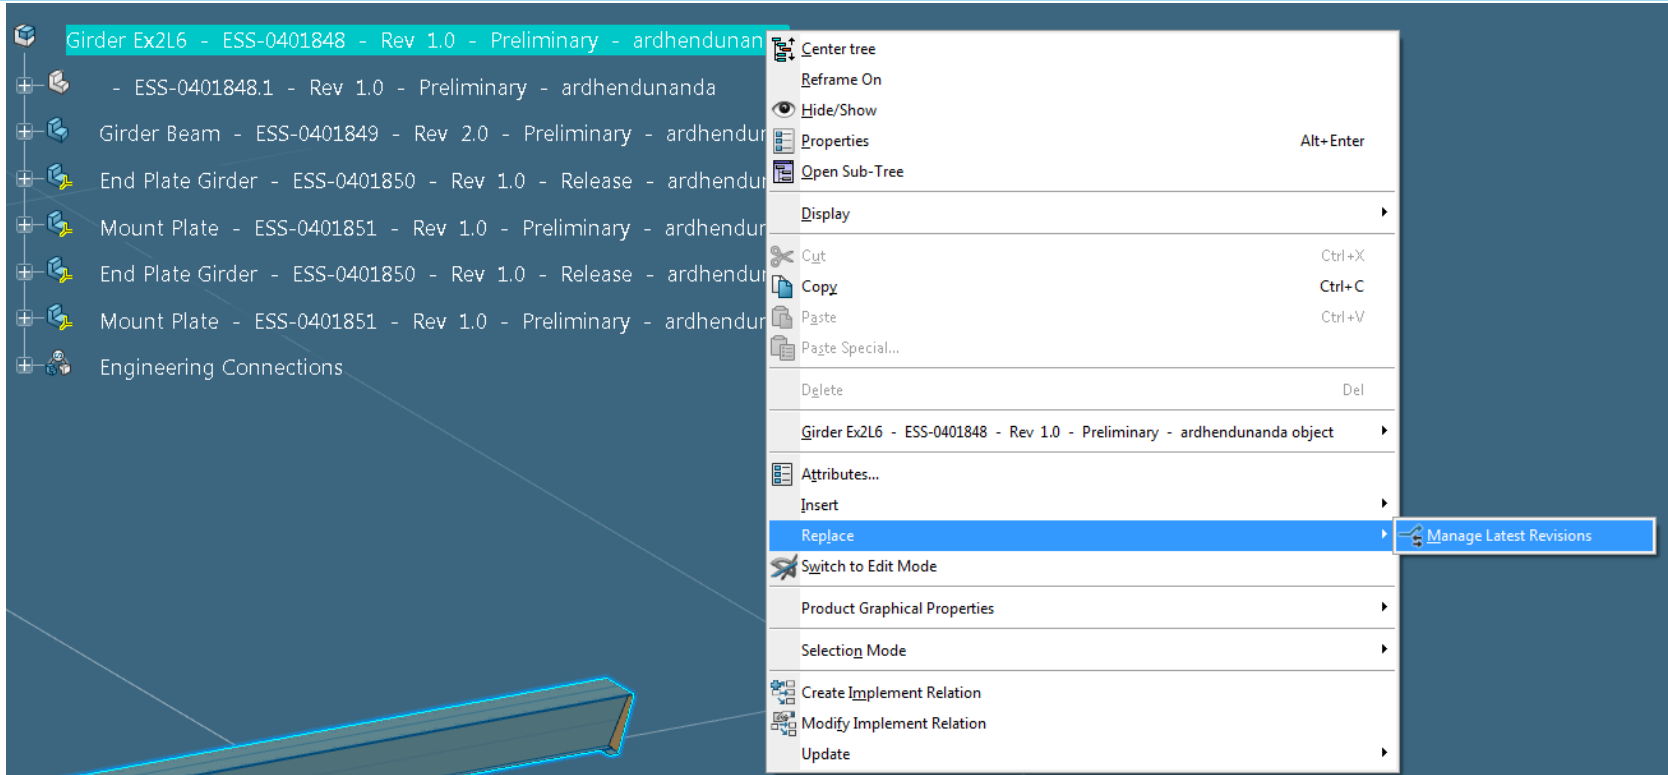 Girder Ex2L6 - ESS-0401848 - Rev 1.0 - Preliminary - ardhendunan
- ESS-0401848.1 - Rev 1.0 - Preliminary - ardhendunanda
Girder Beam - ESS-0401849 - Rev 2.0 - Preliminary - ardhendur
End Plate Girder - ESS-0401850 - Rev 1.0 - Release - ardhendur
Mount Plate - ESS-0401851 - Rev 1.0 - Preliminary - ardhendur
End Plate Girder - ESS-0401850 - Rev 1.0 - Release - ardhendur
Mount Plate - ESS-0401851 - Rev 1.0 - Preliminary - ardhendur
Engineering Connections
Center tree
Reframe On
Hide/Show
Properties Alt+Enter
Open Sub-Tree
Display
Cut Ctrl+X
Copy Ctrl+C
Paste Ctrl+V
Paste Special...
Delete Del
Girder Ex2L6 - ESS-0401848 - Rev 1.0 - Preliminary - ardhendunanda object
Attributes...
Insert
Replace
Manage Latest Revisions
Switch to Edit Mode
Product Graphical Properties
Selection Mode
Create Implement Relation
Modify Implement Relation
Update